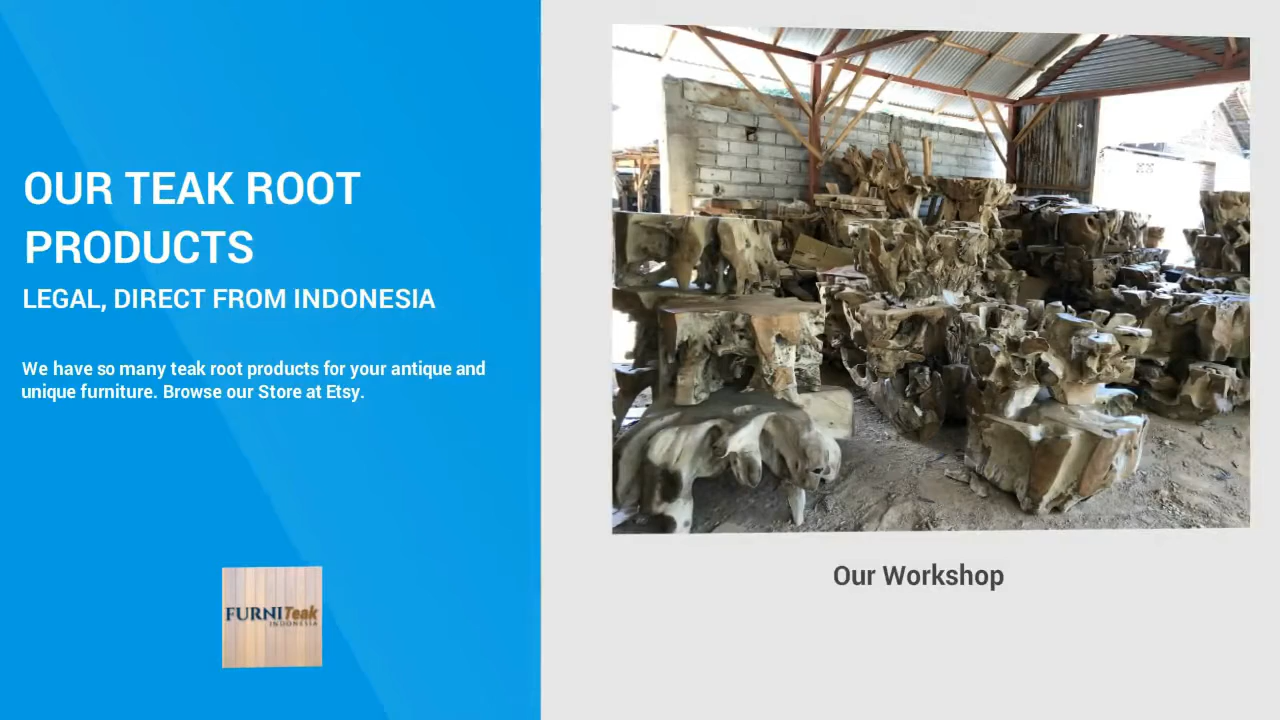 OUR TEAK ROOT
PRODUCTS
LEGAL, DIRECT FROM INDONESIA
We have so many teak root products for your antique and
unique furniture. Browse our Store at Etsy.
FURNITeak
INDONESIA
Our Workshop